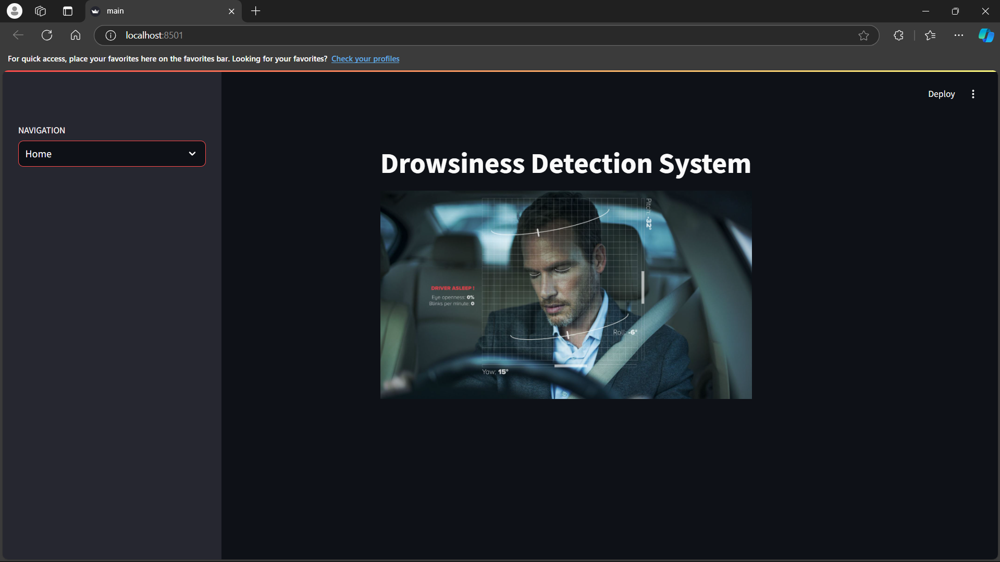 main
localhost:8501
For quick access, place your favorites here on the favorites bar. Looking for your favorites? Check your profiles
Deploy
NAVIGATION
Home
Drowsiness Detection System
Pitch: -32°
DRIVER ASLEEP !
Eye openness: 0%
Blinks per minute: 0
Roll: -6°
Yaw: 15°